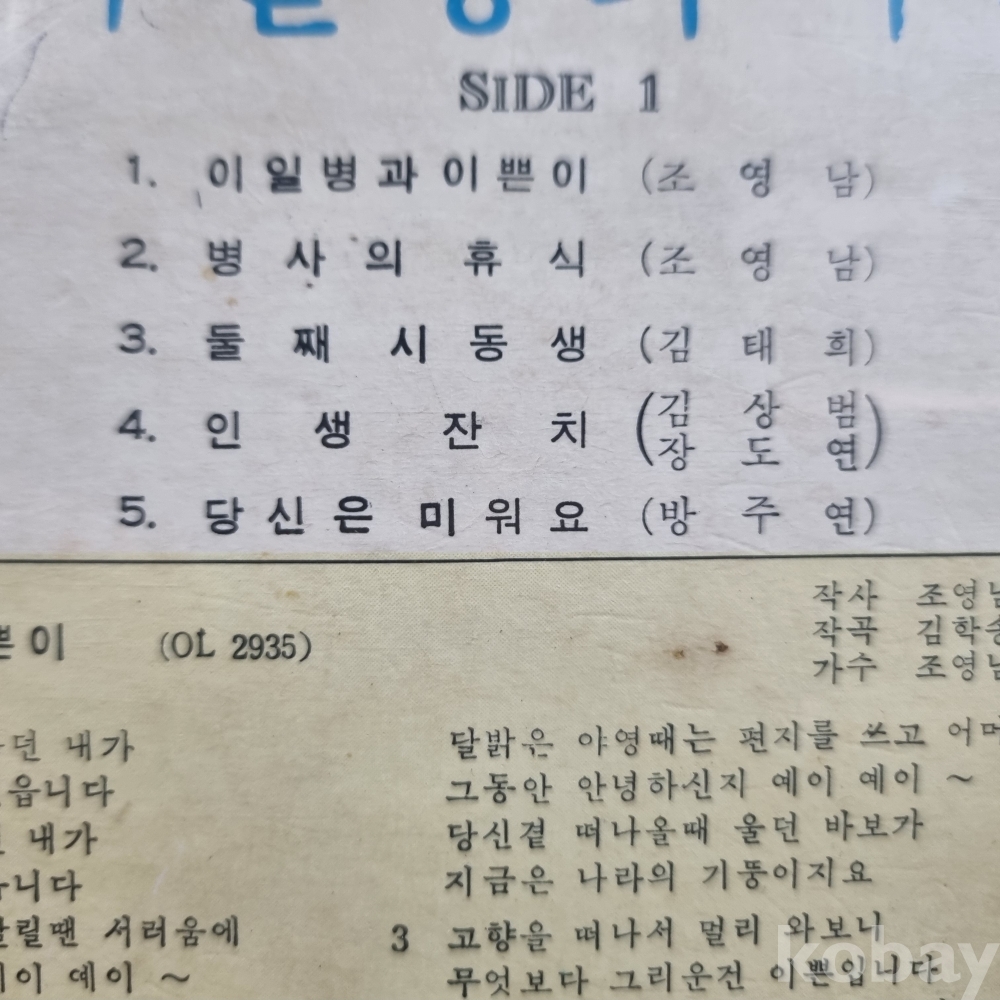 SIDE 1
1. 이일병과이쁜이 (조영남)
2. 병사의 휴식 (조영남)
3. 둘째 시동생 (김태희)
4. 인생잔치 (김상범 장도연)
5. 당신은 미워요 (방주연)
작사 조영남
작곡 김학
가수 조영남
쁜이 (OL 2935)
던 내가
읍니다
내가
니다
릴땐 서러움에
이 예이 ~
달밝은 야영때는 편지를 쓰고 어머
그동안 안녕하신지 예이 예이 ~
당신곁 떠나올때 울던 바보가
지금은 나라의 기뚱이지요
3 고향을 떠나서 멀리 와보니
무엇보다 그리운건 이쁜입니다
kobay